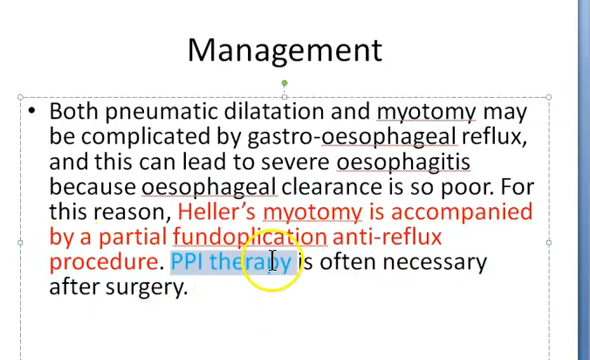 Management
• Both pneumatic dilatation and myotomy may
be complicated by gastro-oesophageal reflux,
and this can lead to severe oesophagitis
because oesophageal clearance is so poor. For
this reason, Heller's myotomy is accompanied
by a partial fundoplication anti-reflux
procedure. PPI therapy is often necessary
after surgery.